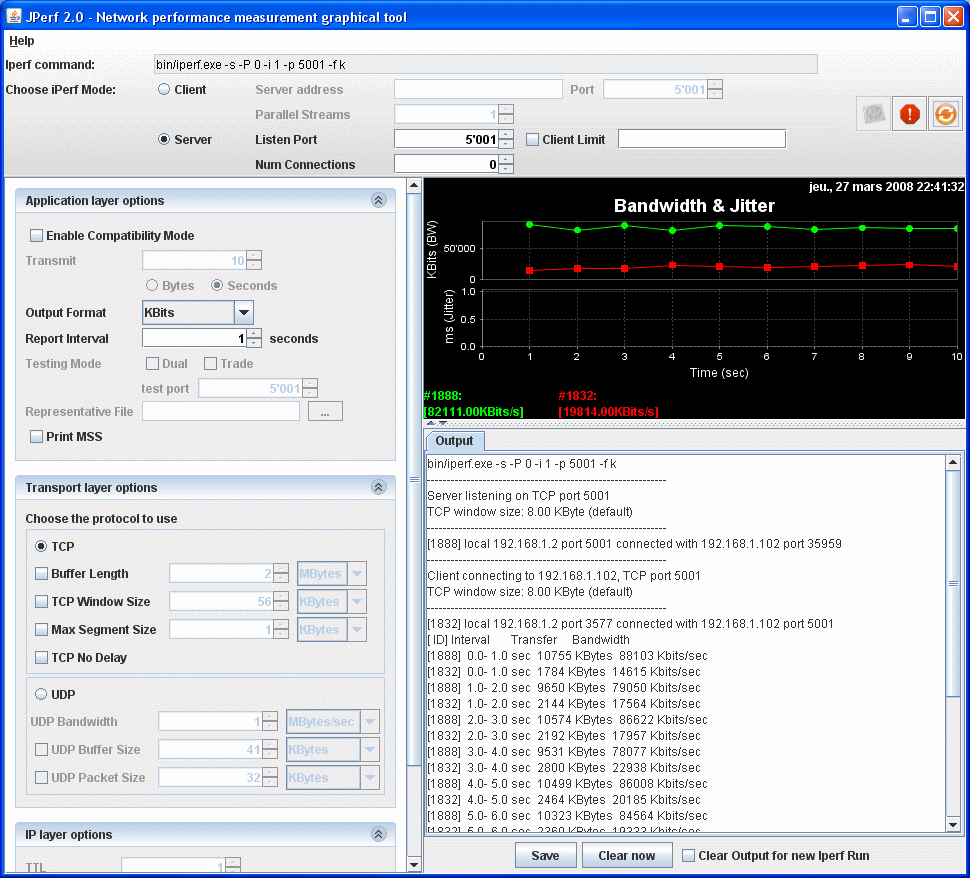 JPerf 2.0 - Network performance measurement graphical tool
Help
Iperf command:
bin/iperf.exe -s -P 0 -i 1 -p 5001 -f k
Choose iPerf Mode:
Client
Server address
Port
5'001
Parallel Streams
1
Server
Listen Port
5'001
Client Limit
Num Connections
0
Application layer options
Enable Compatibility Mode
Transmit
10
Bytes
Seconds
Output Format
KBits
Report Interval
1
seconds
Testing Mode
Dual
Trade
test port
5'001
Representative File
...
Print MSS
Transport layer options
Choose the protocol to use
TCP
Buffer Length
2
MBytes
TCP Window Size
56
KBytes
Max Segment Size
1
KBytes
TCP No Delay
UDP
UDP Bandwidth
1
MBytes/sec
UDP Buffer Size
41
KBytes
UDP Packet Size
32
KBytes
IP layer options
TTL
1
jeu., 27 mars 2008 22:41:32
Bandwidth & Jitter
KBits (BW)
50'000
0
ms (Jitter)
1.0
0.5
0.0
0 1 2 3 4 5 6 7 8 9 10
Time (sec)
#1888:
[82111.00KBits/s]
#1832:
[19814.00KBits/s]
Output
bin/iperf.exe -s -P 0 -i 1 -p 5001 -f k
------------------------------------------------------------
Server listening on TCP port 5001
TCP window size: 8.00 KByte (default)
------------------------------------------------------------
[1888] local 192.168.1.2 port 5001 connected with 192.168.1.102 port 35959
------------------------------------------------------------
Client connecting to 192.168.1.102, TCP port 5001
TCP window size: 8.00 KByte (default)
------------------------------------------------------------
[1832] local 192.168.1.2 port 3577 connected with 192.168.1.102 port 5001
[ ID] Interval Transfer Bandwidth
[1888] 0.0- 1.0 sec 10755 KBytes 88103 Kbits/sec
[1832] 0.0- 1.0 sec 1784 KBytes 14615 Kbits/sec
[1888] 1.0- 2.0 sec 9650 KBytes 79050 Kbits/sec
[1832] 1.0- 2.0 sec 2144 KBytes 17564 Kbits/sec
[1888] 2.0- 3.0 sec 10574 KBytes 86622 Kbits/sec
[1832] 2.0- 3.0 sec 2192 KBytes 17957 Kbits/sec
[1888] 3.0- 4.0 sec 9531 KBytes 78077 Kbits/sec
[1832] 3.0- 4.0 sec 2800 KBytes 22938 Kbits/sec
[1888] 4.0- 5.0 sec 10499 KBytes 86008 Kbits/sec
[1832] 4.0- 5.0 sec 2464 KBytes 20185 Kbits/sec
[1888] 5.0- 6.0 sec 10323 KBytes 84564 Kbits/sec
[1832] 5.0- 6.0 sec 2360 KBytes 19333 Kbits/sec
Save
Clear now
Clear Output for new Iperf Run